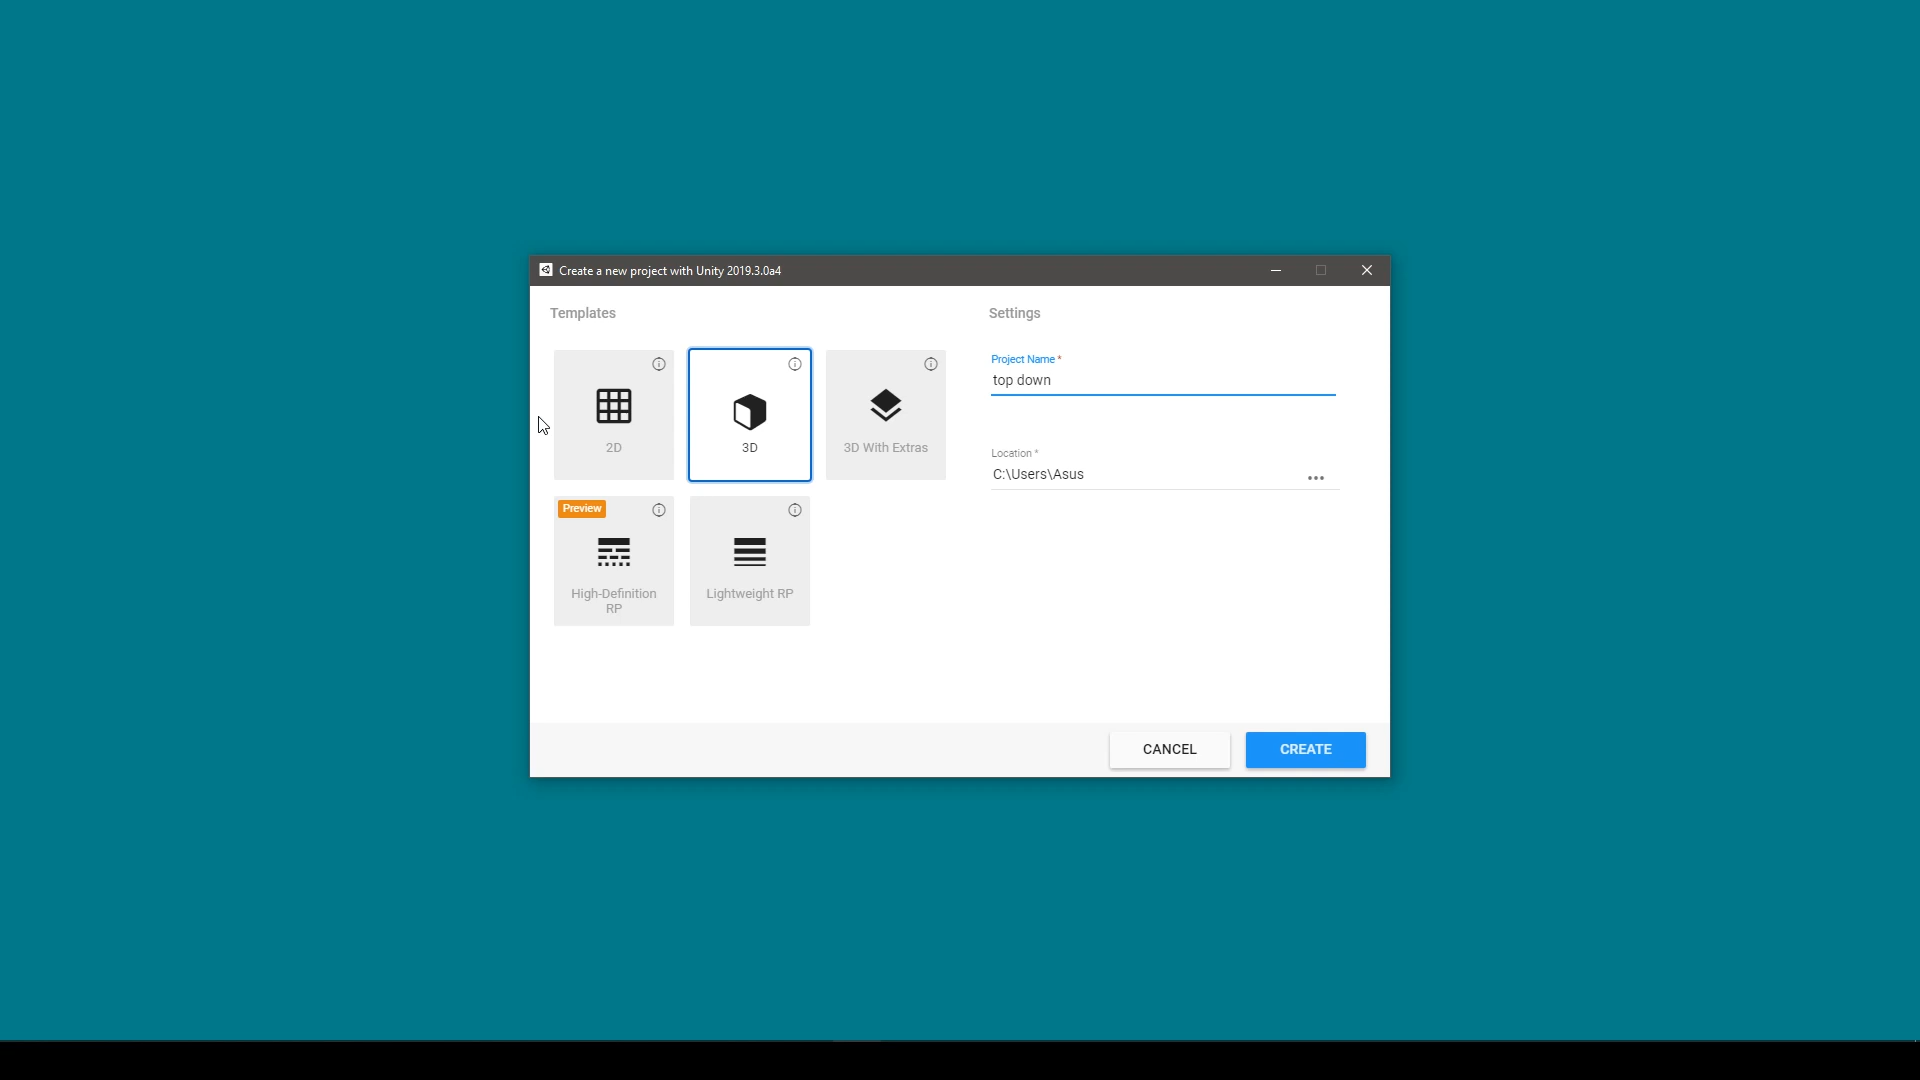 Create a new project with Unity 2019.3.0a4
Templates
2D
3D
3D With Extras
Preview
High-Definition
RP
Lightweight RP
Settings
Project Name *
top down
Location *
C:\Users\Asus
CANCEL
CREATE